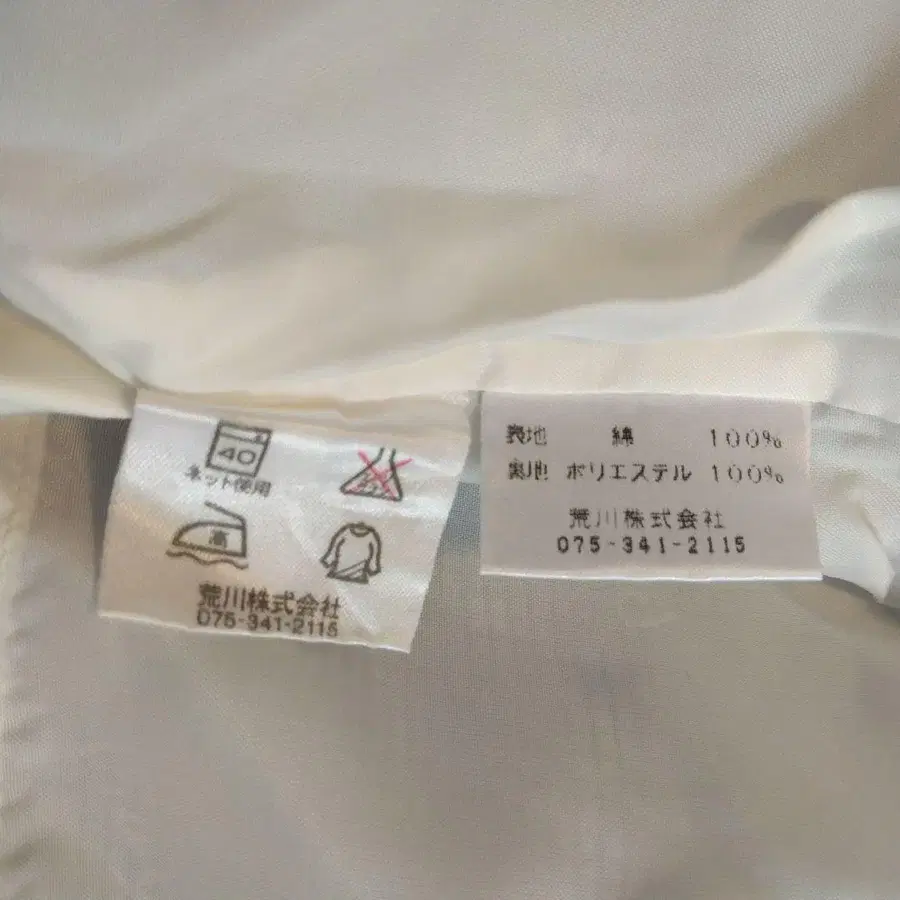 40
ネット使用
高
荒川株式会社
075-341-2115
表地 綿 100%
裏地 ポリエステル 100%
荒川株式会社
075-341-2115